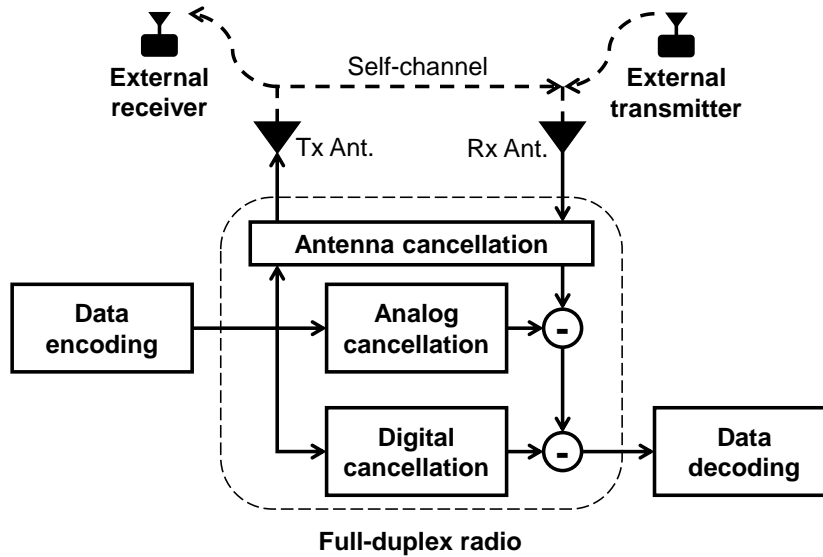 External
receiver
Self-channel
External
transmitter
Tx Ant.
Rx Ant.
Antenna cancellation
Data
encoding
Analog
cancellation
-
Digital
cancellation
-
Data
decoding
Full-duplex radio